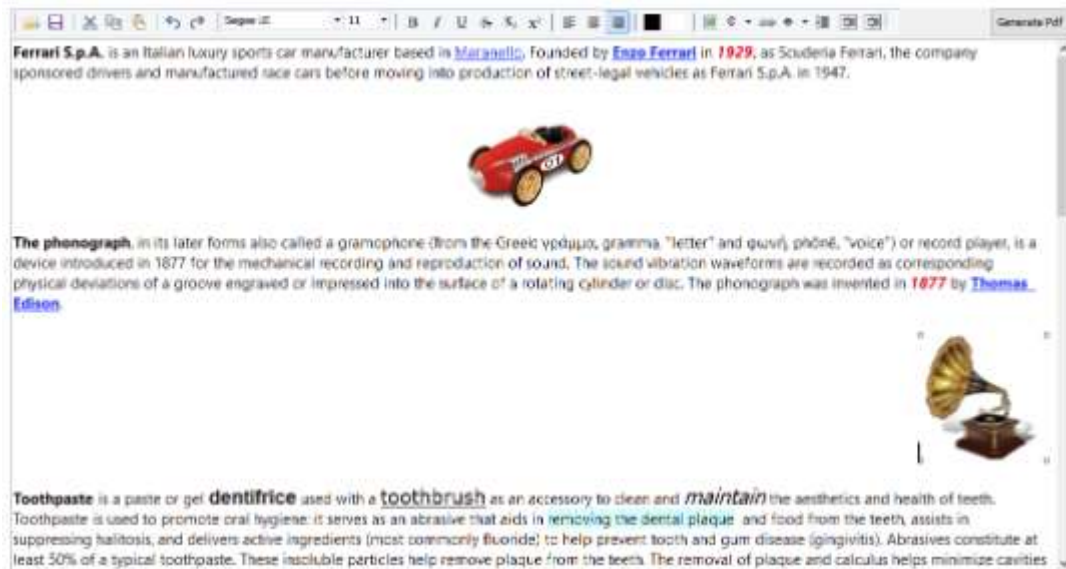 Segoe UI 11 B I U Generate Pdf
Ferrari S.p.A. is an Italian luxury sports car manufacturer based in Maranello. Founded by Enzo Ferrari in 1929, as Scuderia Ferrari, the company
sponsored drivers and manufactured race cars before moving into production of street-legal vehicles as Ferrari S.p.A. in 1947.
01
The phonograph, in its later forms also called a gramophone (from the Greek γράμμα, gramma, "letter" and φωνή, phōnē, "voice") or record player, is a
device introduced in 1877 for the mechanical recording and reproduction of sound. The sound vibration waveforms are recorded as corresponding
physical deviations of a groove engraved or impressed into the surface of a rotating cylinder or disc. The phonograph was invented in 1877 by Thomas
Edison.
Toothpaste is a paste or gel dentifrice used with a toothbrush as an accessory to clean and maintain the aesthetics and health of teeth.
Toothpaste is used to promote oral hygiene: it serves as an abrasive that aids in removing the dental plaque and food from the teeth, assists in
suppressing halitosis, and delivers active ingredients (most commonly fluoride) to help prevent tooth and gum disease (gingivitis). Abrasives constitute at
least 50% of a typical toothpaste. These insoluble particles help remove plaque from the teeth. The removal of plaque and calculus helps minimize cavities